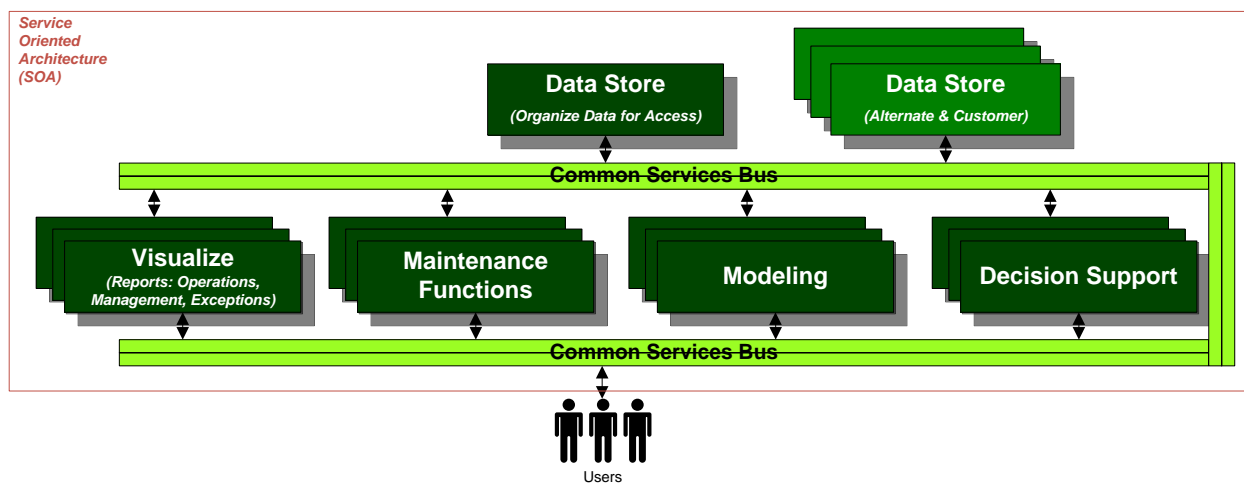 Service
Oriented
Architecture
(SOA)
Data Store
(Organize Data for Access)
Data Store
(Alternate & Customer)
Common Services Bus
Visualize
(Reports: Operations,
Management, Exceptions)
Maintenance
Functions
Modeling
Decision Support
Common Services Bus
Users